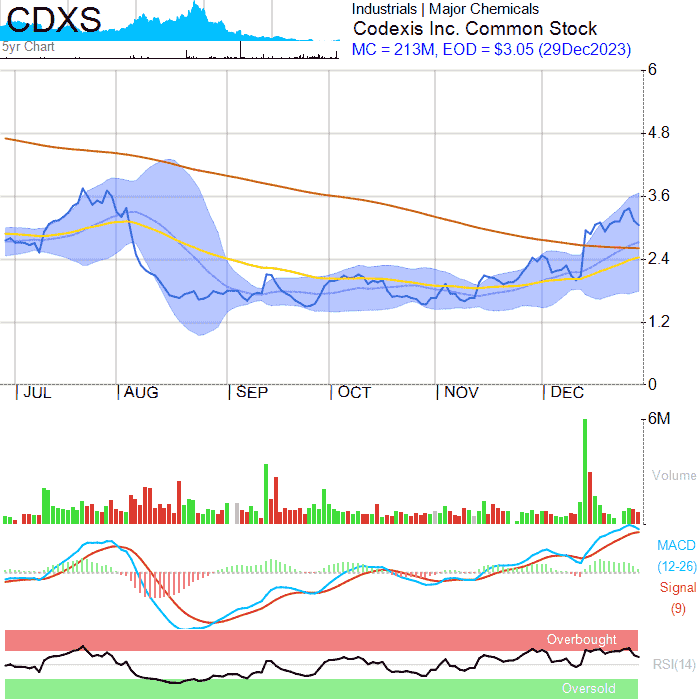 CDXS
5yr Chart
Industrials | Major Chemicals
Codexis Inc. Common Stock
MC = 213M, EOD = $3.05 (29Dec2023)
6
4.8
3.6
2.4
1.2
0
JUL AUG SEP OCT NOV DEC
6M
Volume
MACD
(12-26)
Signal
(9)
Overbought
RSI(14)
Oversold